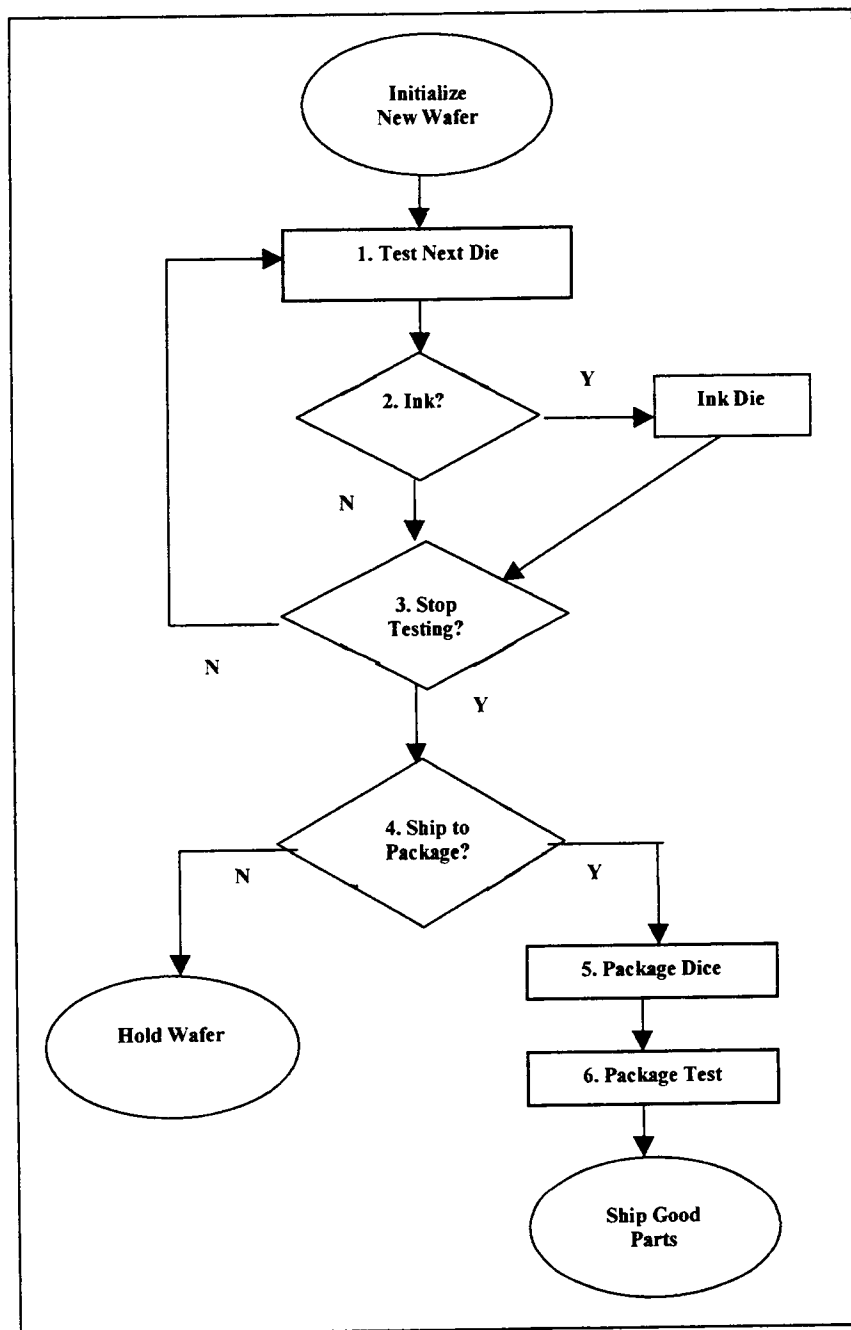 Initialize
New Wafer
1. Test Next Die
2. Ink?
Y
Ink Die
N
3. Stop
Testing?
N
Y
4. Ship to
Package?
N
Y
5. Package Dice
Hold Wafer
6. Package Test
Ship Good
Parts